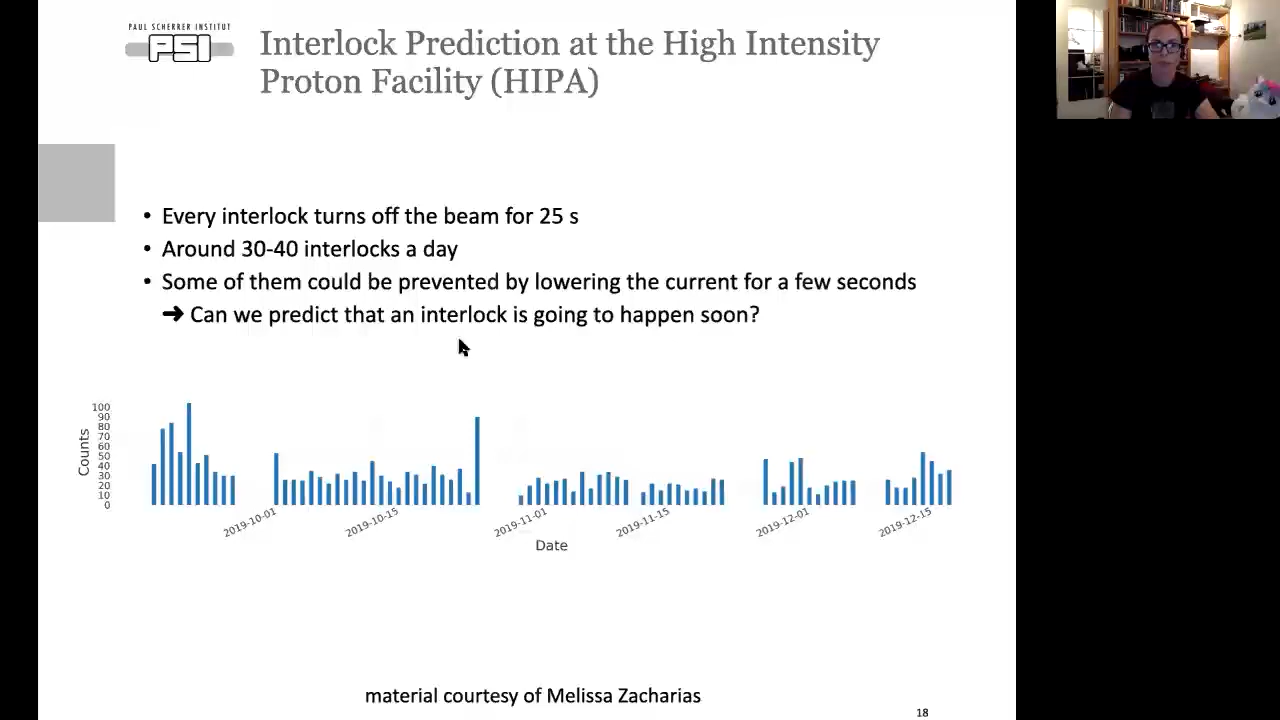 PAUL SCHERRER INSTITUT
PSI
Interlock Prediction at the High Intensity
Proton Facility (HIPA)
• Every interlock turns off the beam for 25 s
• Around 30-40 interlocks a day
• Some of them could be prevented by lowering the current for a few seconds
➜ Can we predict that an interlock is going to happen soon?
100
90
80
70
60
50
40
30
20
10
0
Counts
2019-10-01
2019-10-15
2019-11-01
2019-11-15
2019-12-01
2019-12-15
Date
material courtesy of Melissa Zacharias
18